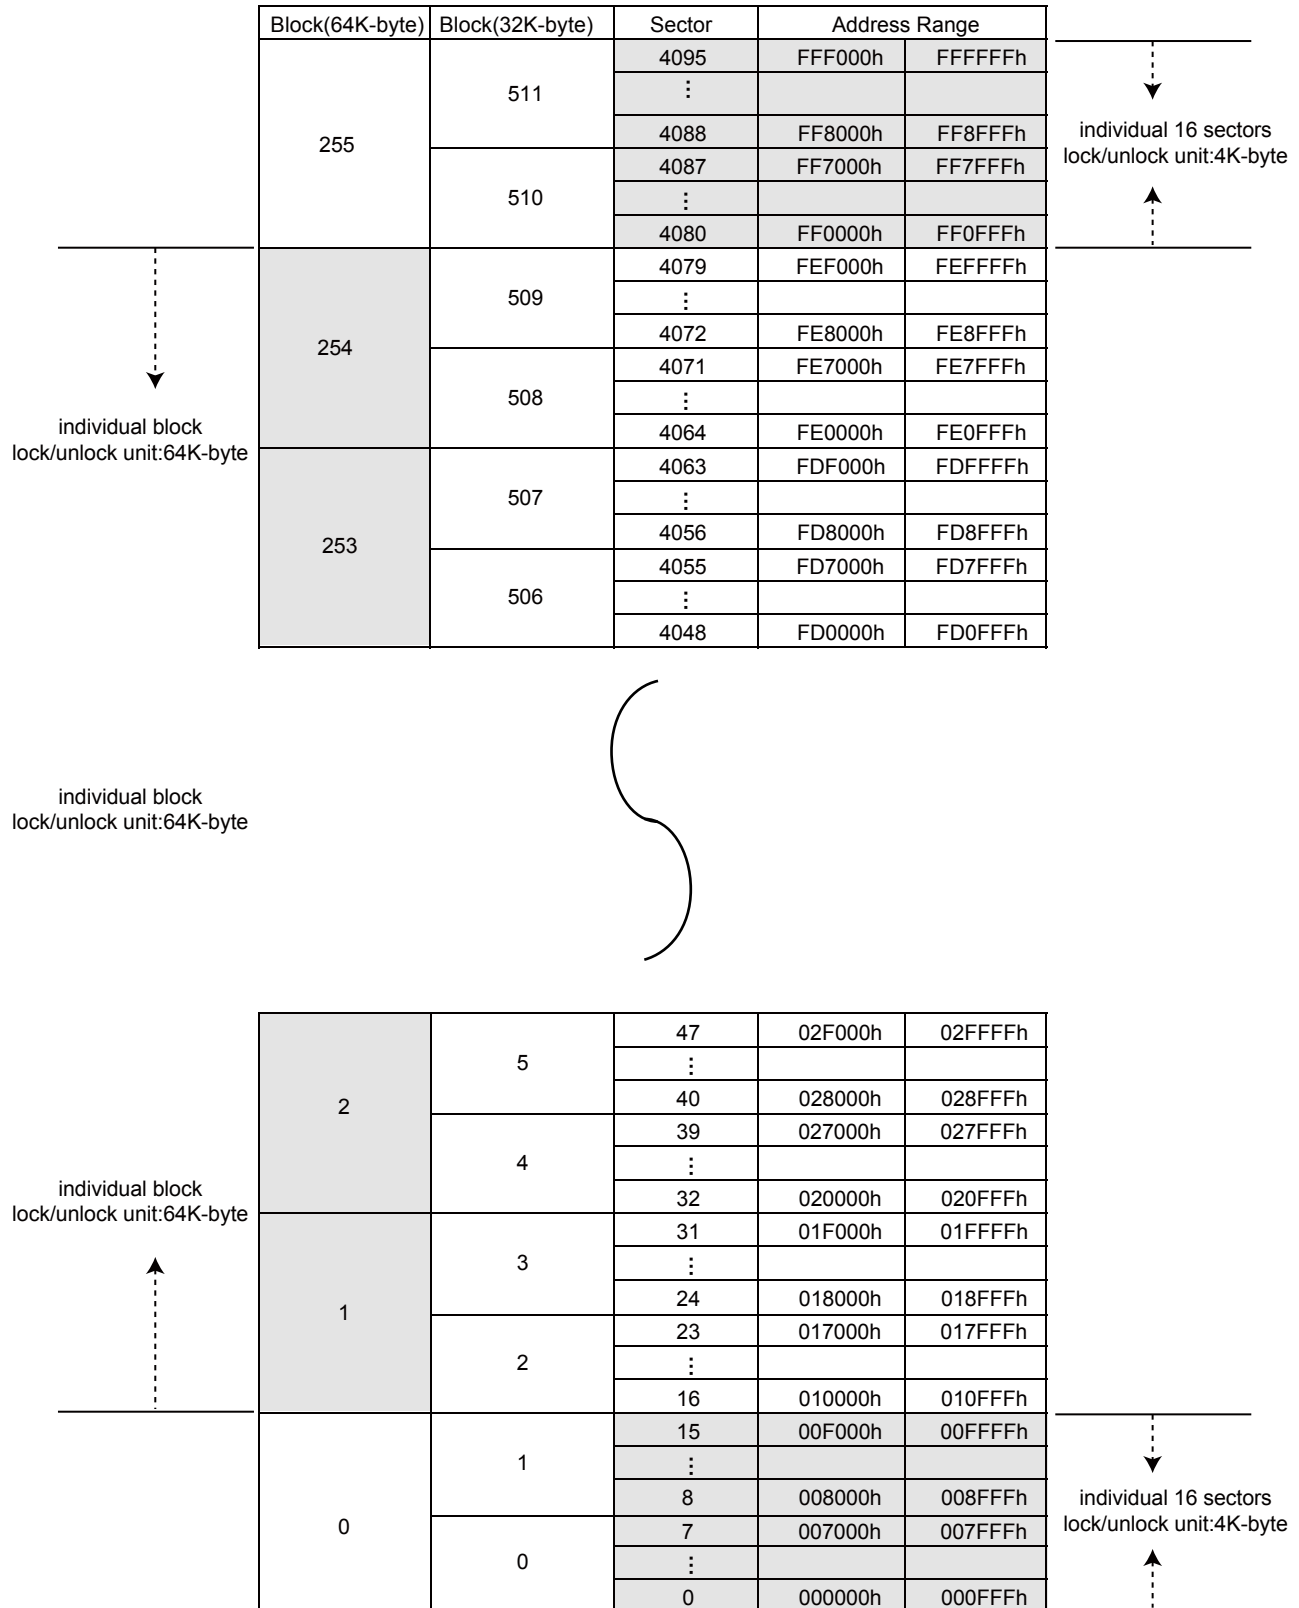 Block(64K-byte) Block(32K-byte) Sector Address Range
4095 FFF000h FFFFFFh
⋮
511
4088 FF8000h FF8FFFh
255
4087 FF7000h FF7FFFh
510
⋮
4080 FF0000h FF0FFFh
individual 16 sectors
lock/unlock unit:4K-byte
4079 FEF000h FEFFFFh
509
⋮
4072 FE8000h FE8FFFh
254
4071 FE7000h FE7FFFh
508
⋮
4064 FE0000h FE0FFFh
individual block
lock/unlock unit:64K-byte
4063 FDF000h FDFFFFh
507
⋮
4056 FD8000h FD8FFFh
253
4055 FD7000h FD7FFFh
506
⋮
4048 FD0000h FD0FFFh
individual block
lock/unlock unit:64K-byte
47 02F000h 02FFFFh
5
⋮
40 028000h 028FFFh
2
39 027000h 027FFFh
4
⋮
32 020000h 020FFFh
individual block
lock/unlock unit:64K-byte
31 01F000h 01FFFFh
3
⋮
24 018000h 018FFFh
1
23 017000h 017FFFh
2
⋮
16 010000h 010FFFh
15 00F000h 00FFFFh
1
⋮
8 008000h 008FFFh
0
7 007000h 007FFFh
0
⋮
0 000000h 000FFFh
individual 16 sectors
lock/unlock unit:4K-byte